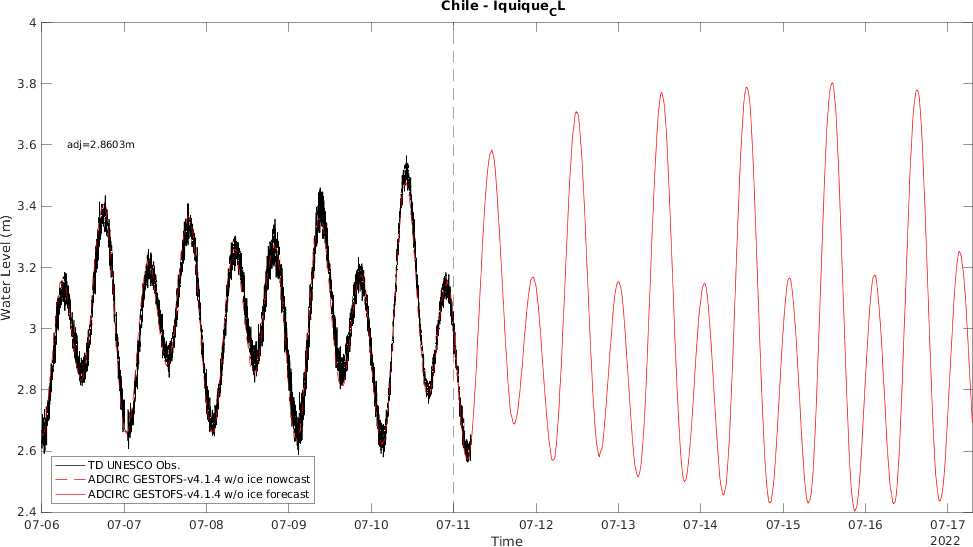 Chile - Iquique_CL
4
3.8
3.6
3.4
3.2
3
2.8
2.6
2.4
Water Level (m)
adj=2.8603m
TD UNESCO Obs.
ADCIRC GESTOFS-v4.1.4 w/o ice nowcast
ADCIRC GESTOFS-v4.1.4 w/o ice forecast
07-06 07-07 07-08 07-09 07-10 07-11 07-12 07-13 07-14 07-15 07-16 07-17
Time
2022